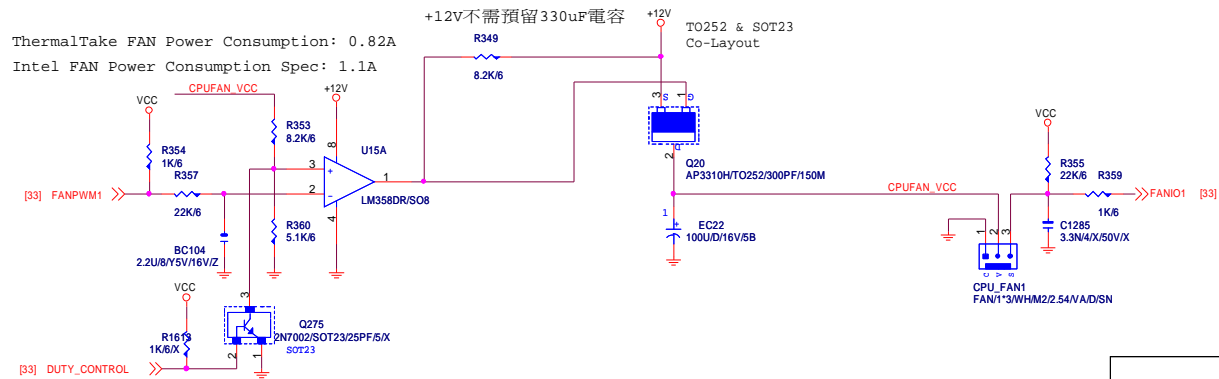 +12V不需預留330uF電容
+12V
TO252 & SOT23
Co-Layout
ThermalTake FAN Power Consumption: 0.82A
Intel FAN Power Consumption Spec: 1.1A
R349
8.2K/6
CPUFAN_VCC
+12V
VCC
R354
1K/6
R353
8.2K/6
U15A
8
3
+
1
2
-
4
LM358DR/SO8
R357
22K/6
[33] FANPWM1
R360
5.1K/6
BC104
2.2U/8/Y5V/16V/Z
3
S
1
G
2
D
Q20
AP3310H/TO252/300PF/150M
CPUFAN_VCC
1
+
EC22
100U/D/16V/5B
VCC
R355
22K/6
R359
1K/6
FANIO1 [33]
C1285
3.3N/4/X/50V/X
1
2
3
C
V
S
CPU_FAN1
FAN/1*3/WH/M2/2.54/VA/D/SN
VCC
R1613
1K/6/X
3
2
1
Q275
2N7002/SOT23/25PF/5/X
SOT23
[33] DUTY_CONTROL